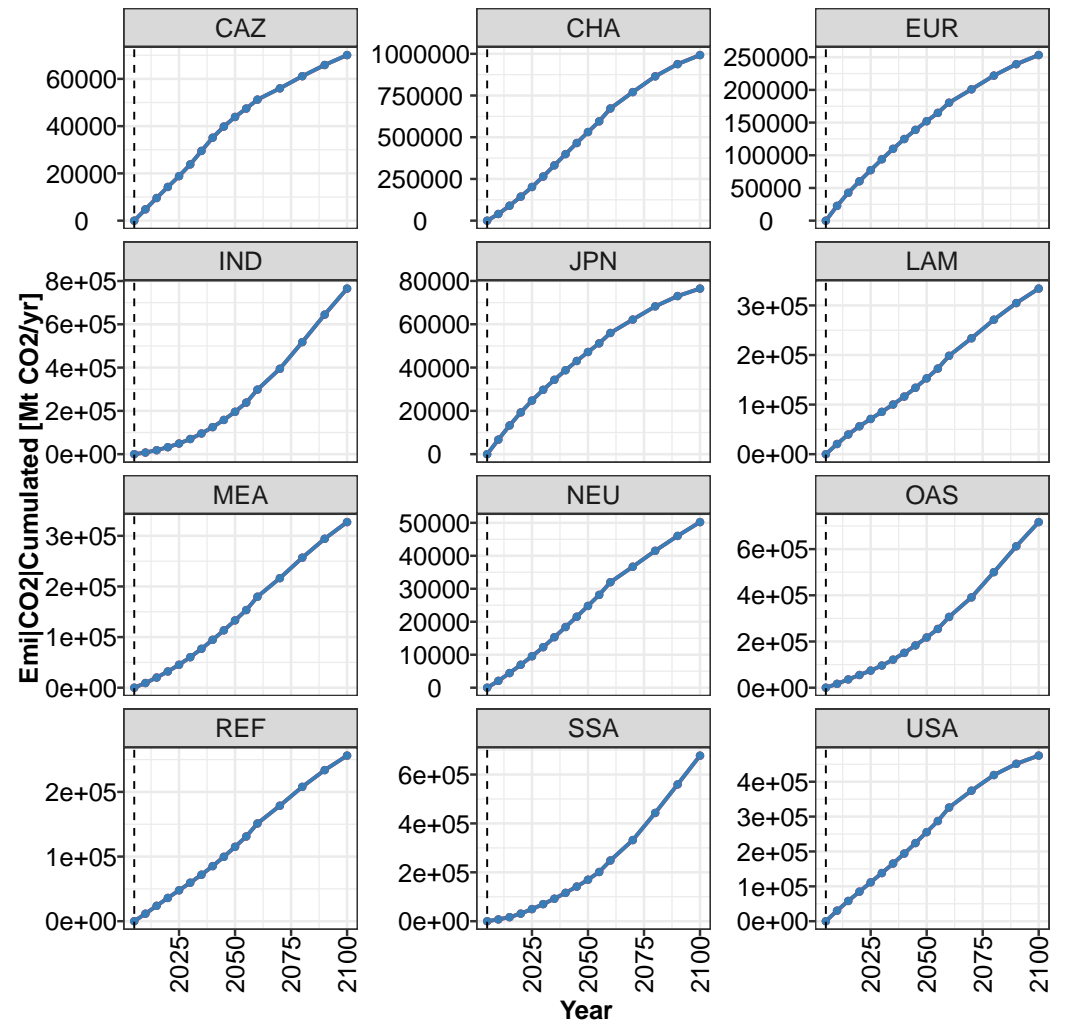 CAZ CHA EUR
60000 40000 20000 0
1000000 750000 500000 250000 0
250000 200000 150000 100000 50000 0
IND JPN LAM
8e+05 6e+05 4e+05 2e+05 0e+00
80000 60000 40000 20000 0
3e+05 2e+05 1e+05 0e+00
Emi|CO2|Cumulated [Mt CO2/yr]
MEA NEU OAS
3e+05 2e+05 1e+05 0e+00
50000 40000 30000 20000 10000 0
6e+05 4e+05 2e+05 0e+00
REF SSA USA
2e+05 1e+05 0e+00
6e+05 4e+05 2e+05 0e+00
4e+05 3e+05 2e+05 1e+05 0e+00
2025 2050 2075 2100 2025 2050 2075 2100 2025 2050 2075 2100
Year